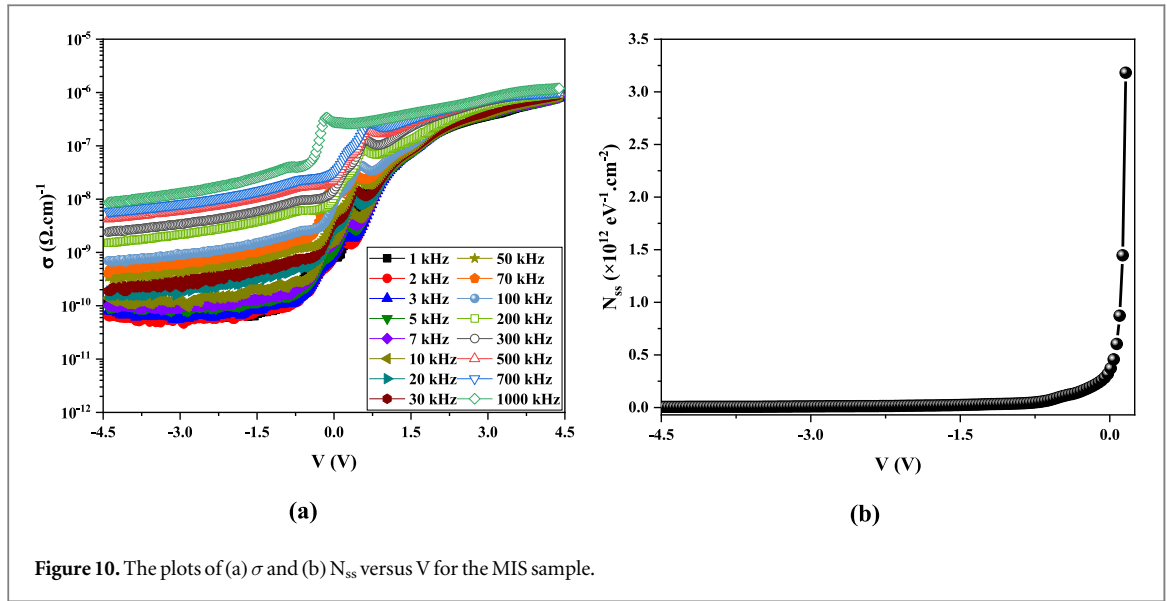 10⁻⁵
10⁻⁶
10⁻⁷
10⁻⁸
10⁻⁹
10⁻¹⁰
10⁻¹¹
10⁻¹²
σ (Ω.cm)⁻¹
-4.5 -3.0 -1.5 0.0 1.5 3.0 4.5
V (V)
1 kHz 50 kHz
2 kHz 70 kHz
3 kHz 100 kHz
5 kHz 200 kHz
7 kHz 300 kHz
10 kHz 500 kHz
20 kHz 700 kHz
30 kHz 1000 kHz
(a)
3.5
3.0
2.5
2.0
1.5
1.0
0.5
0.0
Nss (×10¹² eV⁻¹.cm⁻²)
-4.5 -3.0 -1.5 0.0
V (V)
(b)
Figure 10. The plots of (a) σ and (b) Nss versus V for the MIS sample.